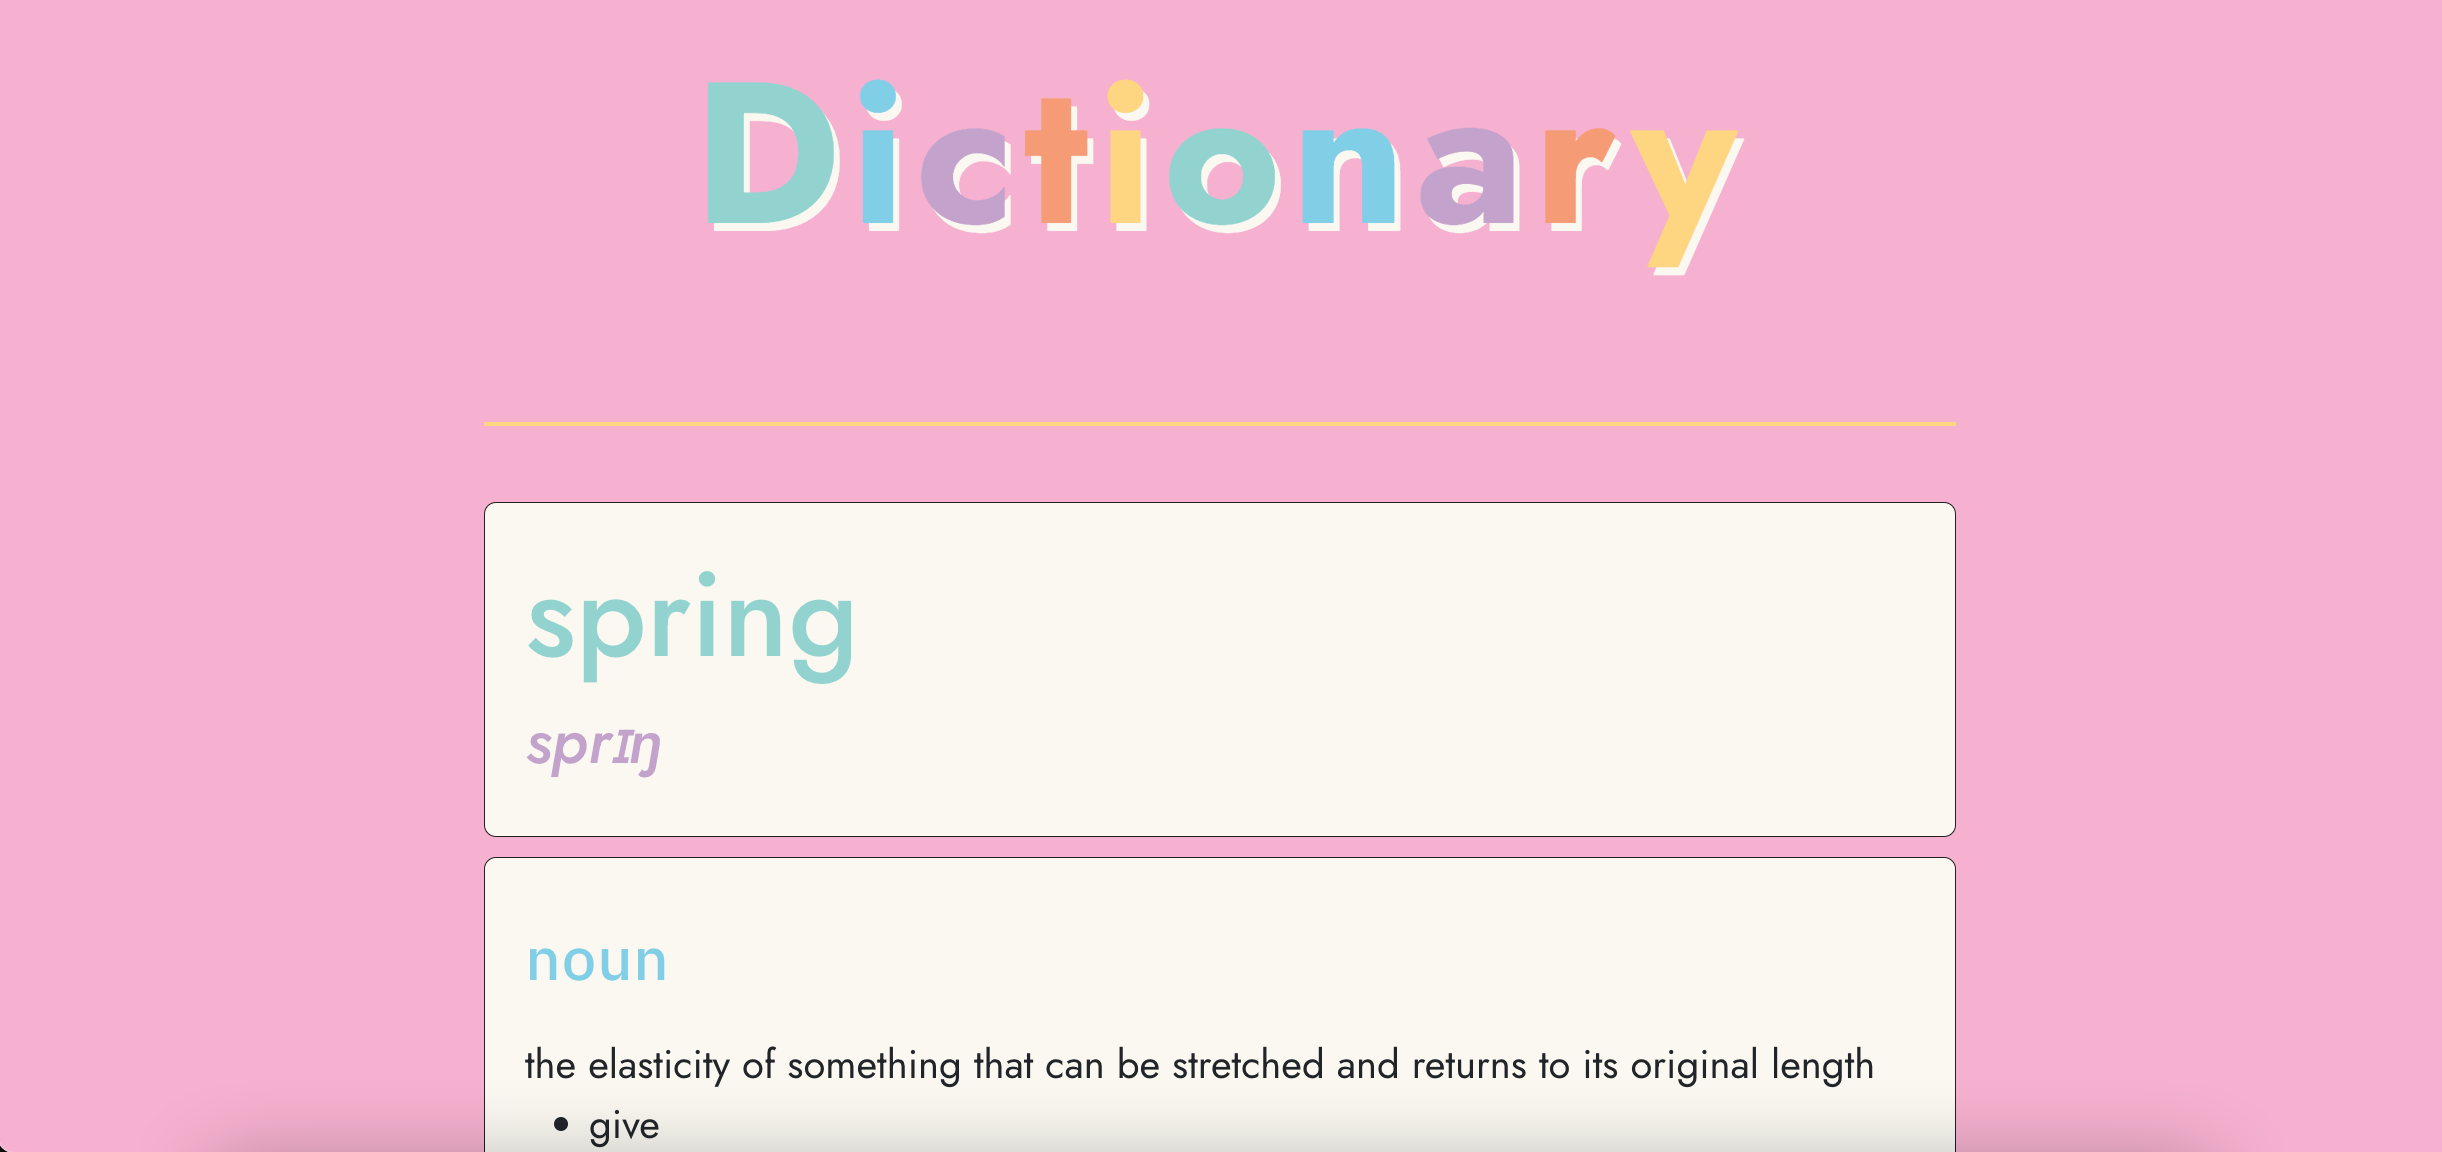 Dictionary
spring
sprɪŋ
noun
the elasticity of something that can be stretched and returns to its original length
• give